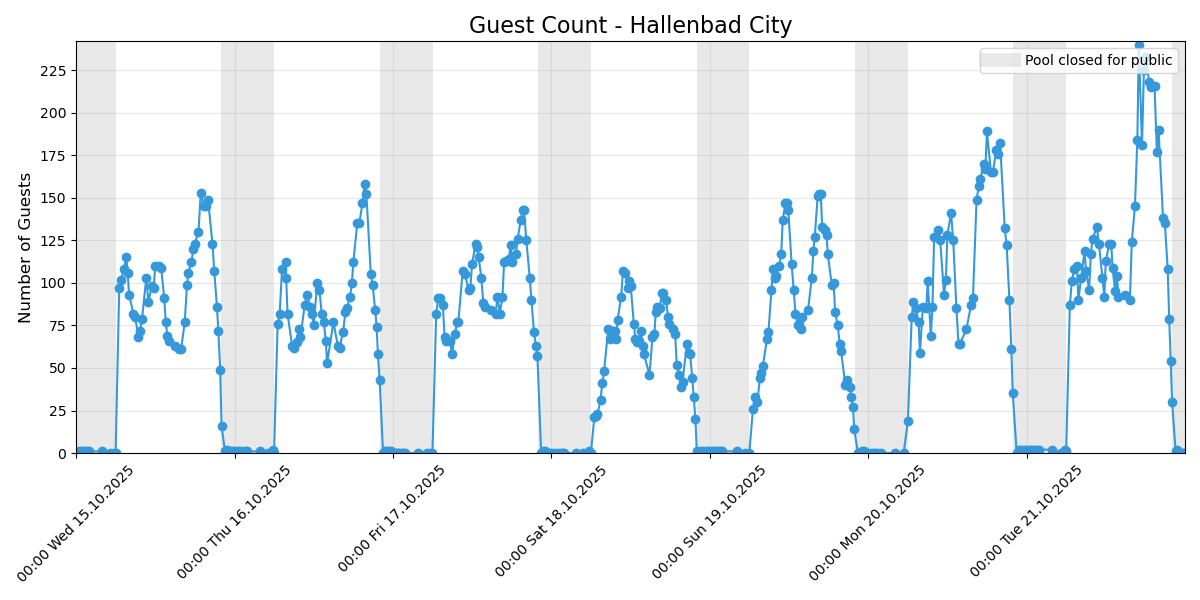 Guest Count - Hallenbad City
Pool closed for public
Number of Guests
225
200
175
150
125
100
75
50
25
0
00:00 Wed 15.10.2025
00:00 Thu 16.10.2025
00:00 Fri 17.10.2025
00:00 Sat 18.10.2025
00:00 Sun 19.10.2025
00:00 Mon 20.10.2025
00:00 Tue 21.10.2025